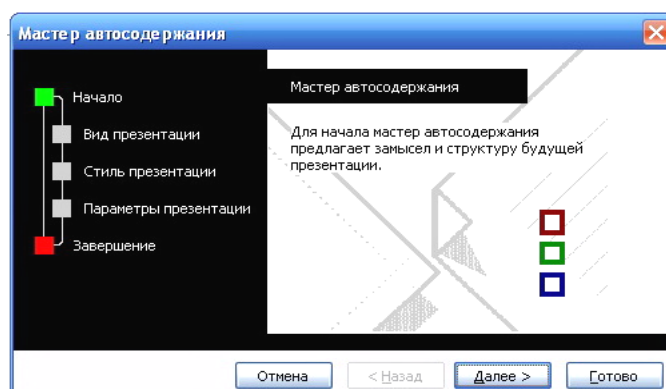 Мастер автосодержания
Начало
Вид презентации
Стиль презентации
Параметры презентации
Завершение
Мастер автосодержания
Для начала мастер автосодержания
предлагает замысел и структуру будущей
презентации.
Отмена
< Назад
Далее >
Готово